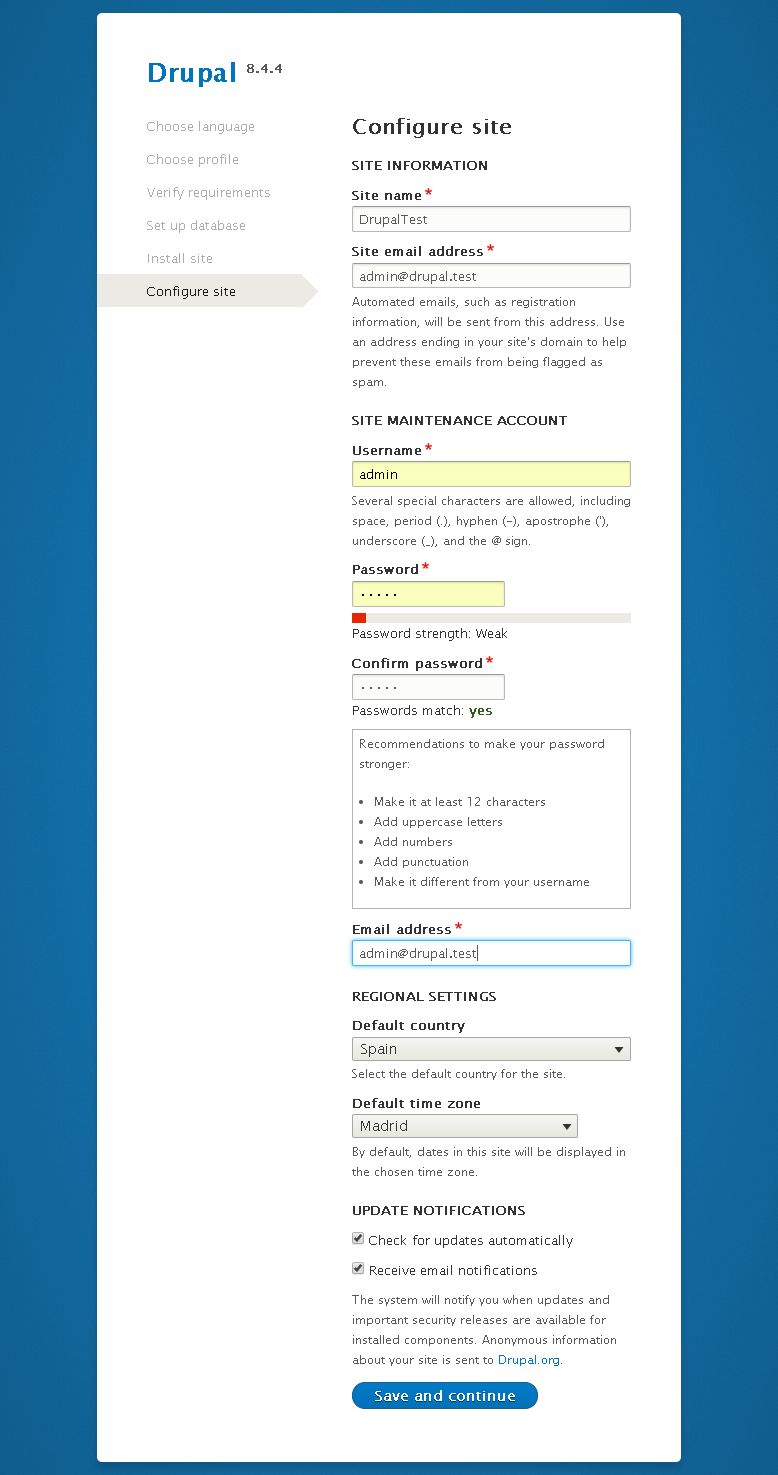 Drupal 8.4.4
Choose language
Choose profile
Verify requirements
Set up database
Install site
Configure site
Configure site
SITE INFORMATION
Site name *
DrupalTest
Site email address *
admin@drupal.test
Automated emails, such as registration
information, will be sent from this address. Use
an address ending in your site's domain to help
prevent these emails from being flagged as
spam.
SITE MAINTENANCE ACCOUNT
Username *
admin
Several special characters are allowed, including
space, period (.), hyphen (-), apostrophe ('),
underscore (_), and the @ sign.
Password *
·····
Password strength: Weak
Confirm password *
·····
Passwords match: yes
Recommendations to make your password
stronger:
• Make it at least 12 characters
• Add uppercase letters
• Add numbers
• Add punctuation
• Make it different from your username
Email address *
admin@drupal.test
REGIONAL SETTINGS
Default country
Spain
Select the default country for the site.
Default time zone
Madrid
By default, dates in this site will be displayed in
the chosen time zone.
UPDATE NOTIFICATIONS
Check for updates automatically
Receive email notifications
The system will notify you when updates and
important security releases are available for
installed components. Anonymous information
about your site is sent to Drupal.org.
Save and continue